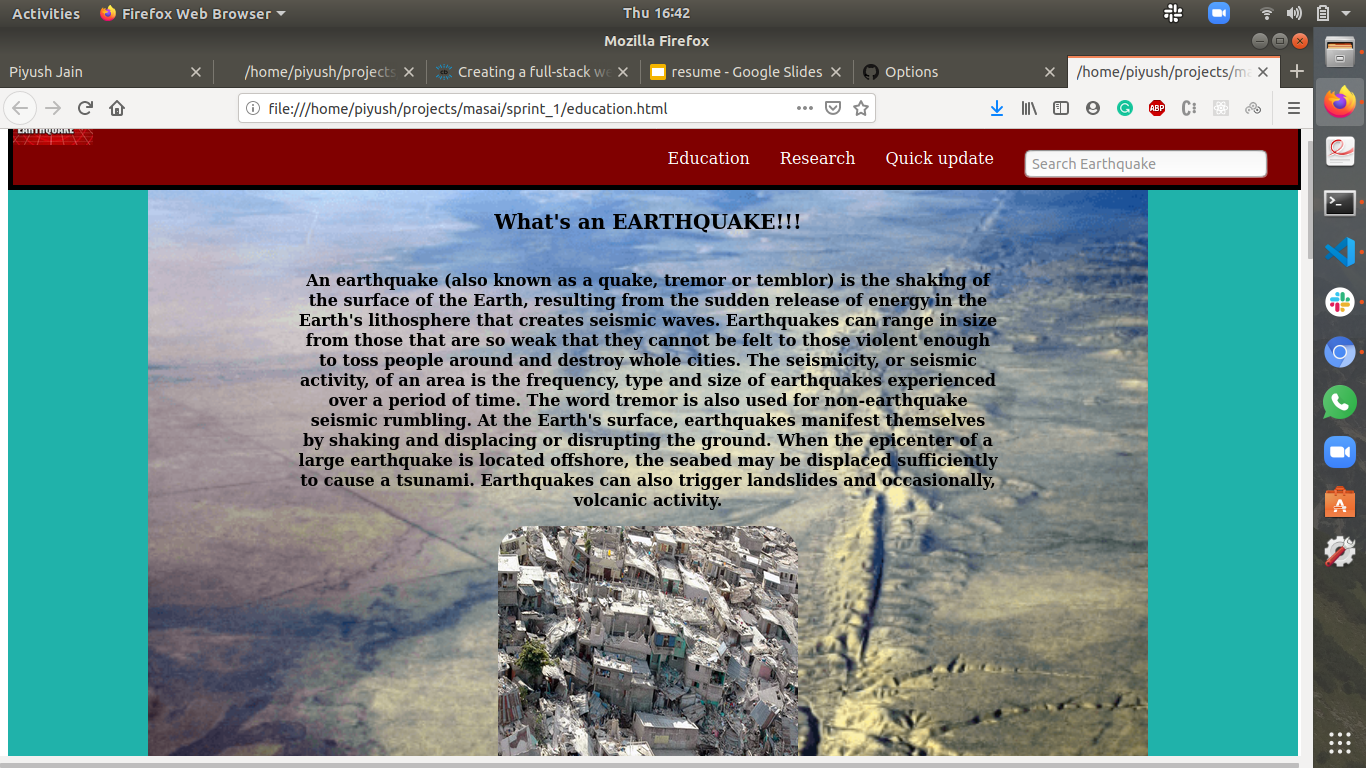 Activities
Firefox Web Browser
Thu 16:42
Mozilla Firefox
Piyush Jain
/home/piyush/projects
Creating a full-stack we
resume - Google Slides
Options
/home/piyush/projects/ma
file:///home/piyush/projects/masai/sprint_1/education.html
ABP
EARTHQUAKE
Education
Research
Quick update
Search Earthquake
What's an EARTHQUAKE!!!
An earthquake (also known as a quake, tremor or temblor) is the shaking of
the surface of the Earth, resulting from the sudden release of energy in the
Earth's lithosphere that creates seismic waves. Earthquakes can range in size
from those that are so weak that they cannot be felt to those violent enough
to toss people around and destroy whole cities. The seismicity, or seismic
activity, of an area is the frequency, type and size of earthquakes experienced
over a period of time. The word tremor is also used for non-earthquake
seismic rumbling. At the Earth's surface, earthquakes manifest themselves
by shaking and displacing or disrupting the ground. When the epicenter of a
large earthquake is located offshore, the seabed may be displaced sufficiently
to cause a tsunami. Earthquakes can also trigger landslides and occasionally,
volcanic activity.